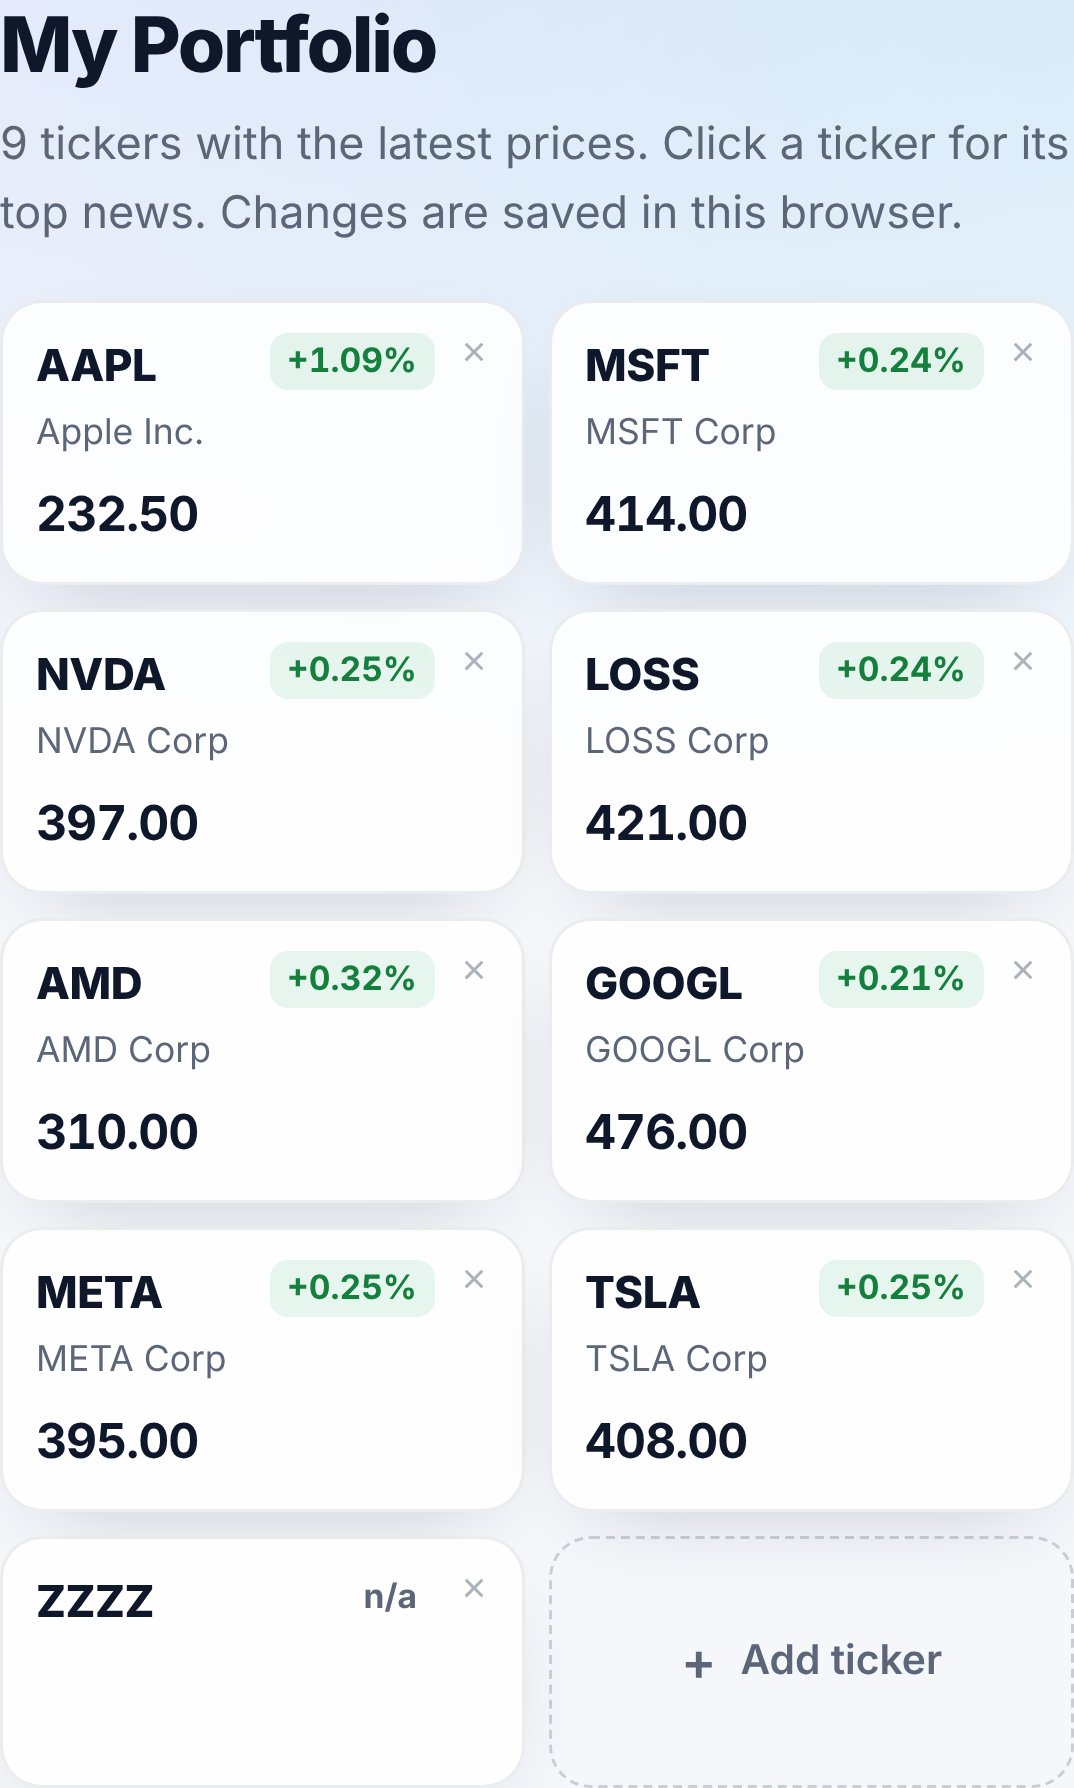 My Portfolio
9 tickers with the latest prices. Click a ticker for its
top news. Changes are saved in this browser.
AAPL +1.09% ×
Apple Inc.
232.50
MSFT +0.24% ×
MSFT Corp
414.00
NVDA +0.25% ×
NVDA Corp
397.00
LOSS +0.24% ×
LOSS Corp
421.00
AMD +0.32% ×
AMD Corp
310.00
GOOGL +0.21% ×
GOOGL Corp
476.00
META +0.25% ×
META Corp
395.00
TSLA +0.25% ×
TSLA Corp
408.00
ZZZZ n/a ×
+ Add ticker